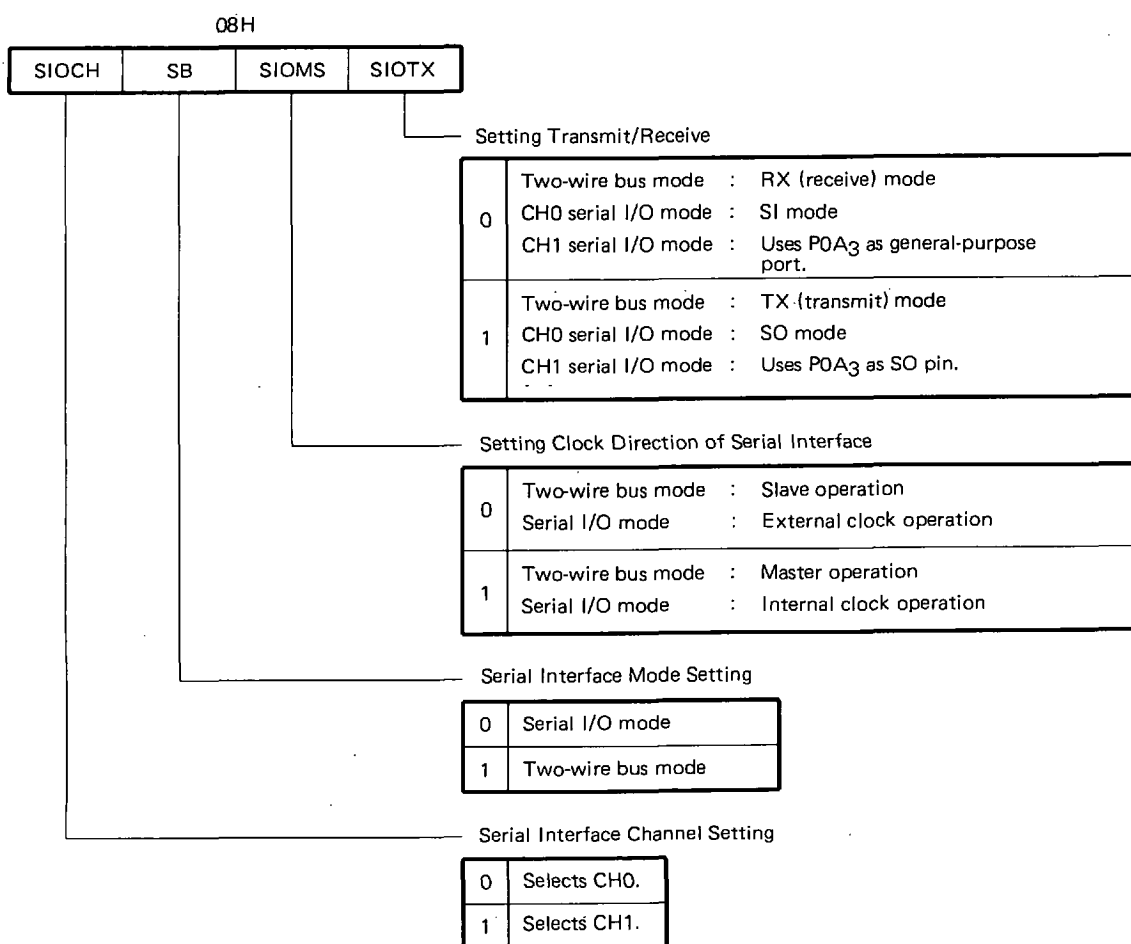 08H
SIOCH SB SIOMS SIOTX
Setting Transmit/Receive
0
Two-wire bus mode : RX (receive) mode
CH0 serial I/O mode : SI mode
CH1 serial I/O mode : Uses P0A3 as general-purpose
port.
1
Two-wire bus mode : TX (transmit) mode
CH0 serial I/O mode : SO mode
CH1 serial I/O mode : Uses P0A3 as SO pin.
Setting Clock Direction of Serial Interface
0
Two-wire bus mode : Slave operation
Serial I/O mode : External clock operation
1
Two-wire bus mode : Master operation
Serial I/O mode : Internal clock operation
Serial Interface Mode Setting
0 Serial I/O mode
1 Two-wire bus mode
Serial Interface Channel Setting
0 Selects CH0.
1 Selects CH1.